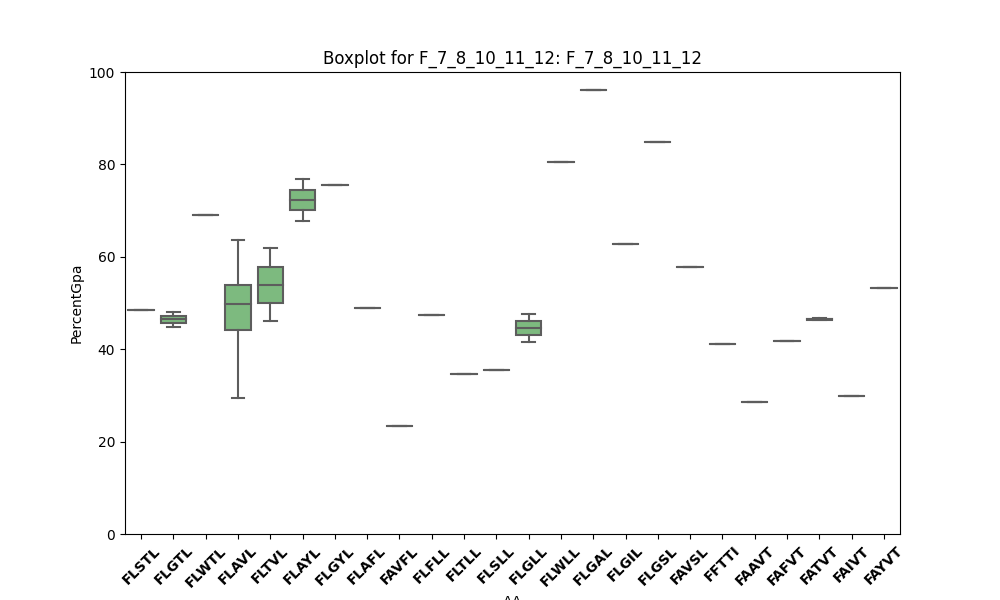 Boxplot for F_7_8_10_11_12: F_7_8_10_11_12
100
80
60
40
20
0
PercentGpa
FLSTL FLGTL FLWTL FLAVL FLTVL FLAYL FLGYL FLAFL FAVFL FLFLL FLTLL FLSLL FLGLL FLWLL FLGAL FLGIL FLGSL FAVSL FFTTI FAAVT FAFVT FATVT FAIVT FAYVT
AA